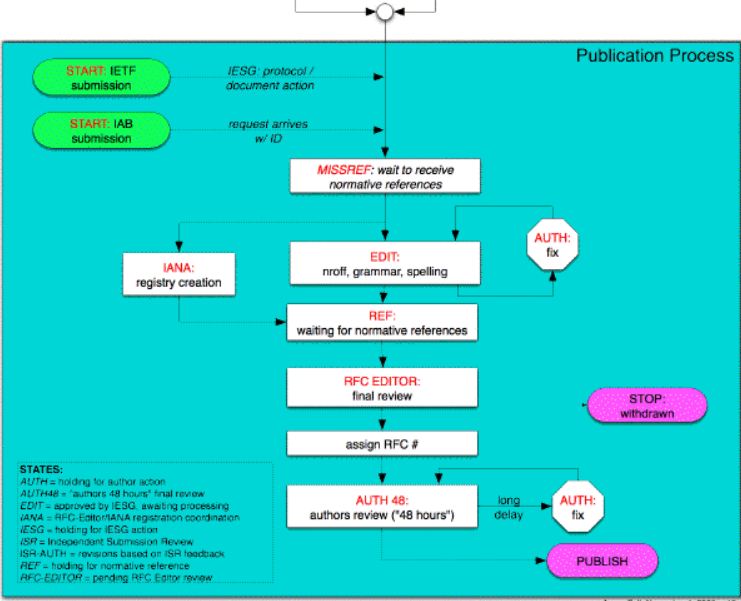 Publication Process
START: IETF
submission
IESG: protocol /
document action
START: IAB
submission
request arrives
w/ ID
MISSREF: wait to receive
normative references
AUTH:
fix
EDIT:
nroff, grammar, spelling
IANA:
registry creation
REF:
waiting for normative references
RFC EDITOR:
final review
STOP:
withdrawn
assign RFC #
STATES:
AUTH = holding for author action
AUTH48 = "authors 48 hours" final review
EDIT = approved by IESG, awaiting processing
IANA = RFC-Editor/IANA registration coordination
IESG = holding for IESG action
ISR = Independent Submission Review
ISR-AUTH = revisions based on ISR feedback
REF = holding for normative reference
RFC-EDITOR = pending RFC Editor review
AUTH 48:
authors review ("48 hours")
long
delay
AUTH:
fix
PUBLISH